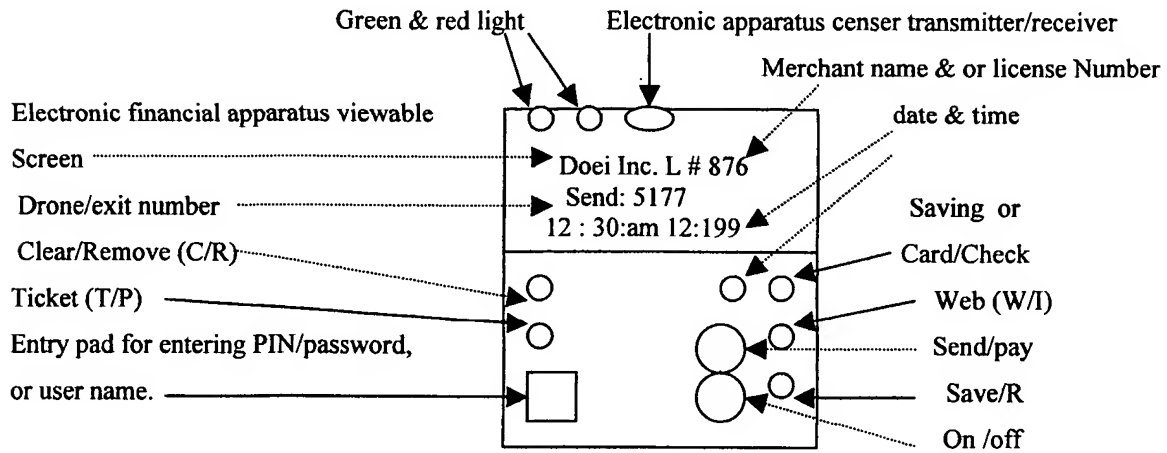 Green & red light
Electronic apparatus censer transmitter/receiver
Merchant name & or license Number
Electronic financial apparatus viewable
date & time
Screen
Doei Inc. L # 876
Drone/exit number
Send: 5177
Saving or
12 : 30:am 12:199
Clear/Remove (C/R)
Card/Check
Ticket (T/P)
Web (W/I)
Entry pad for entering PIN/password,
Send/pay
or user name.
Save/R
On /off